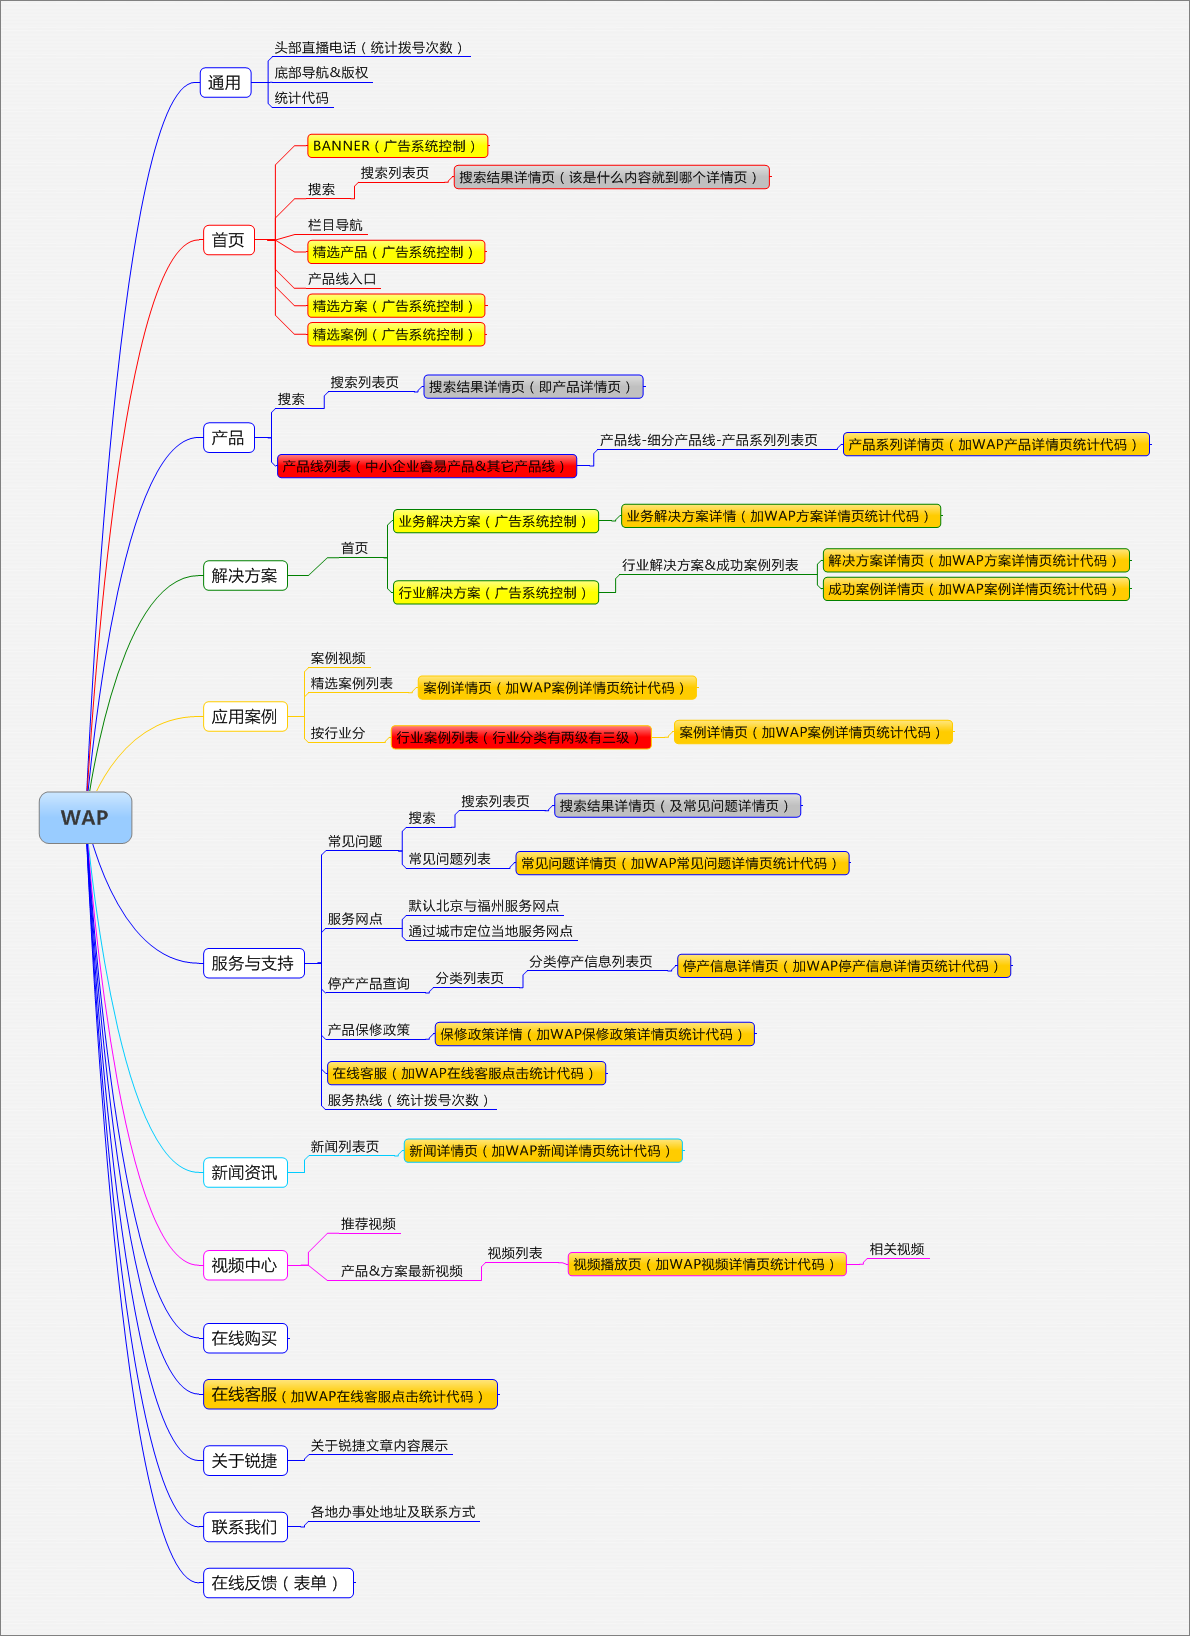 WAP
通用
头部直播电话（统计拨号次数）
底部导航&版权
统计代码
首页
BANNER（广告系统控制）
搜索
搜索列表页
搜索结果详情页（该是什么内容就到哪个详情页）
栏目导航
精选产品（广告系统控制）
产品线入口
精选方案（广告系统控制）
精选案例（广告系统控制）
产品
搜索
搜索列表页
搜索结果详情页（即产品详情页）
产品线列表（中小企业睿易产品&其它产品线）
产品线-细分产品线-产品系列列表页
产品系列详情页（加WAP产品详情页统计代码）
解决方案
首页
业务解决方案（广告系统控制）
业务解决方案详情（加WAP方案详情页统计代码）
行业解决方案（广告系统控制）
行业解决方案&成功案例列表
解决方案详情页（加WAP方案详情页统计代码）
成功案例详情页（加WAP案例详情页统计代码）
应用案例
案例视频
精选案例列表
案例详情页（加WAP案例详情页统计代码）
按行业分
行业案例列表（行业分类有两级有三级）
案例详情页（加WAP案例详情页统计代码）
服务与支持
常见问题
搜索
搜索列表页
搜索结果详情页（及常见问题详情页）
常见问题列表
常见问题详情页（加WAP常见问题详情页统计代码）
服务网点
默认北京与福州服务网点
通过城市定位当地服务网点
停产产品查询
分类列表页
分类停产信息列表页
停产信息详情页（加WAP停产信息详情页统计代码）
产品保修政策
保修政策详情（加WAP保修政策详情页统计代码）
在线客服（加WAP在线客服点击统计代码）
服务热线（统计拨号次数）
新闻资讯
新闻列表页
新闻详情页（加WAP新闻详情页统计代码）
视频中心
推荐视频
产品&方案最新视频
视频列表
视频播放页（加WAP视频详情页统计代码）
相关视频
在线购买
在线客服（加WAP在线客服点击统计代码）
关于锐捷
关于锐捷文章内容展示
联系我们
各地办事处地址及联系方式
在线反馈（表单）